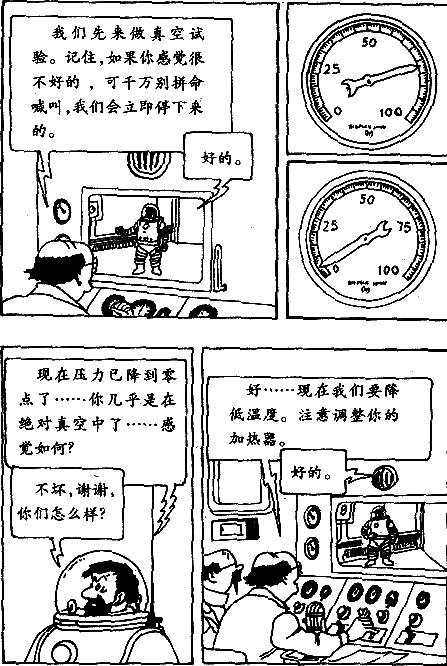 我们先来做真空试
验。记住，如果你感觉很
不好的，可千万别拼命
喊叫，我们会立即停下来
的。
好的。
50
25
0
100
50
25
75
0
100
现在压力已降到零
点了……你几乎是在
绝对真空中了……感
觉如何？
不坏，谢谢，
你们怎么样？
好……现在我们要降
低温度。注意调整你的
加热器。
好的。